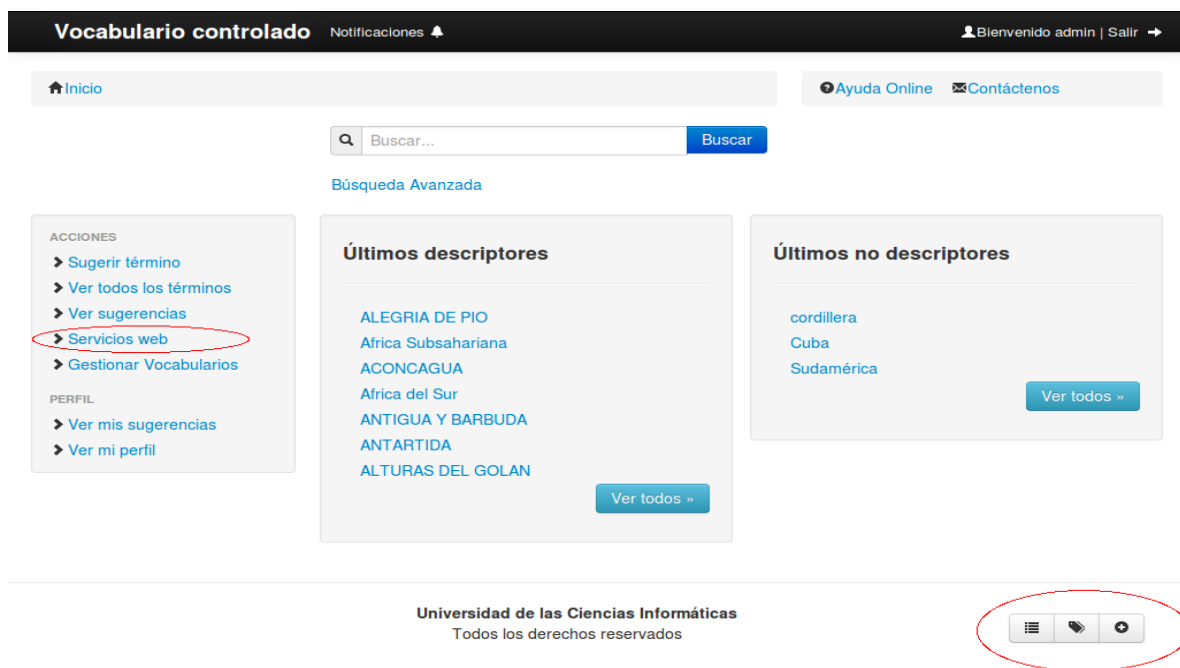 Vocabulario controlado Notificaciones Bienvenido admin | Salir
Inicio
Ayuda Online Contáctenos
Buscar... Buscar
Búsqueda Avanzada
ACCIONES
Sugerir término
Ver todos los términos
Ver sugerencias
Servicios web
Gestionar Vocabularios
PERFIL
Ver mis sugerencias
Ver mi perfil
Últimos descriptores
ALEGRIA DE PIO
Africa Subsahariana
ACONCAGUA
Africa del Sur
ANTIGUA Y BARBUDA
ANTARTIDA
ALTURAS DEL GOLAN
Ver todos »
Últimos no descriptores
cordillera
Cuba
Sudamérica
Ver todos »
Universidad de las Ciencias Informáticas
Todos los derechos reservados